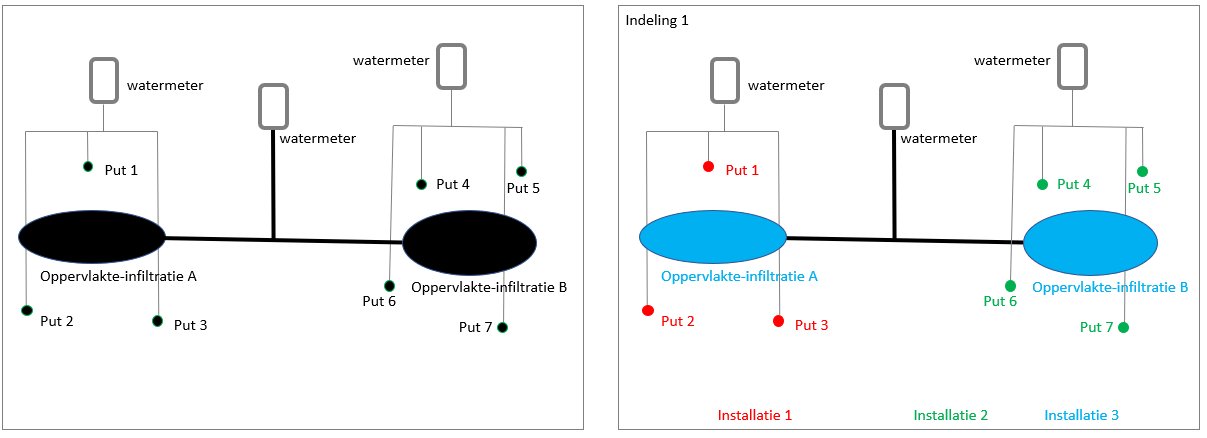 watermeter
watermeter
watermeter
Put 1
Put 4
Put 5
Oppervlakte-infiltratie A
Oppervlakte-infiltratie B
Put 6
Put 2
Put 3
Put 7
Indeling 1
watermeter
watermeter
watermeter
Put 1
Put 4
Put 5
Oppervlakte-infiltratie A
Oppervlakte-infiltratie B
Put 6
Put 2
Put 3
Put 7
Installatie 1
Installatie 2
Installatie 3